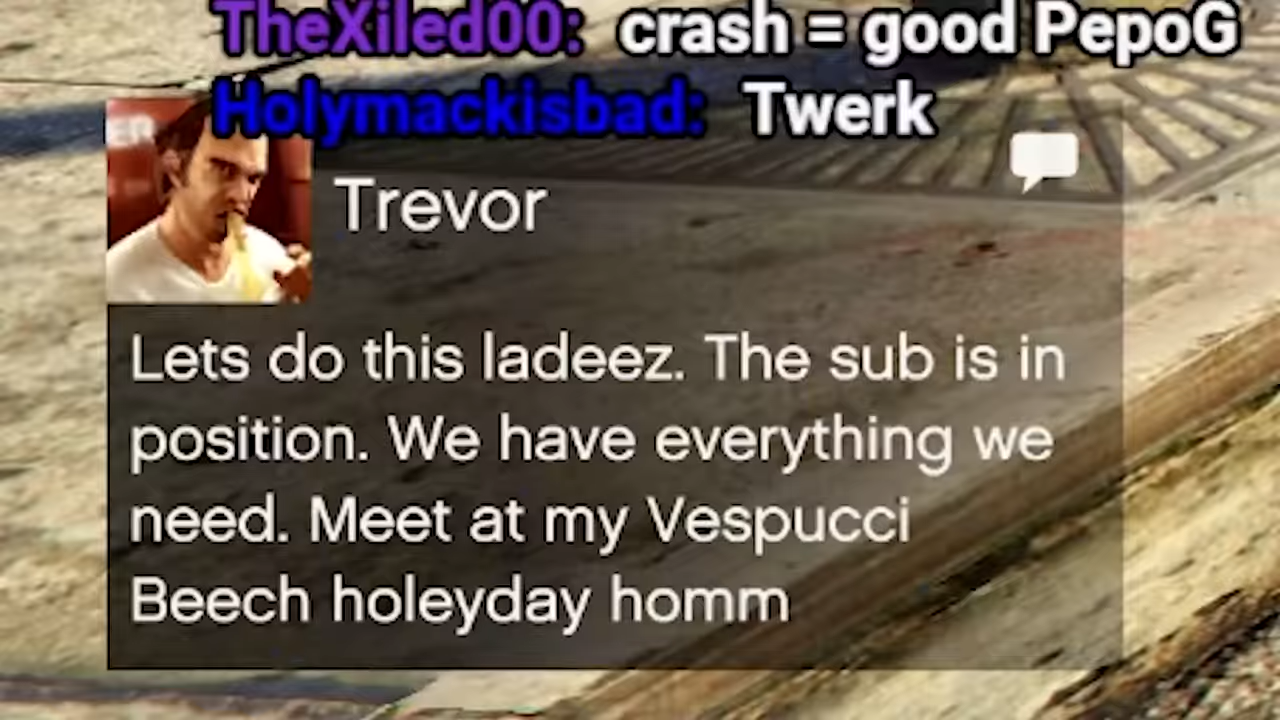 TheXiled00: crash = good PepoG
Holymackisbad: Twerk
ER
Trevor
Lets do this ladeez. The sub is in
position. We have everything we
need. Meet at my Vespucci
Beech holeyday homm